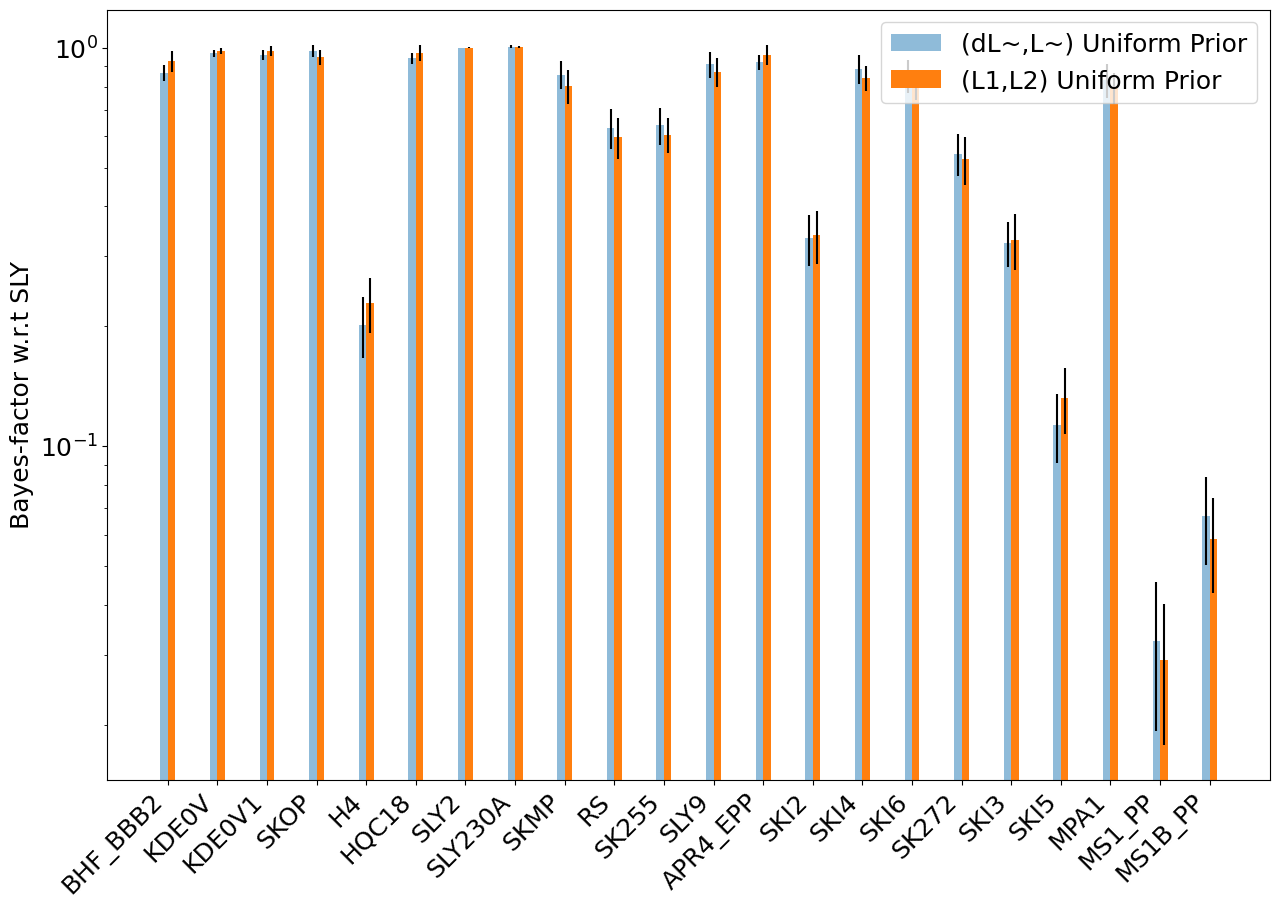 (dL~,L~) Uniform Prior
(L1,L2) Uniform Prior
Bayes-factor w.r.t SLY
10⁰
10⁻¹
BHF_BBB2
KDE0V
KDE0V1
SKOP
H4
HQC18
SLY2
SLY230A
SKMP
RS
SK255
SLY9
APR4_EPP
SKI2
SKI4
SKI6
SK272
SKI3
SKI5
MPA1
MS1_PP
MS1B_PP